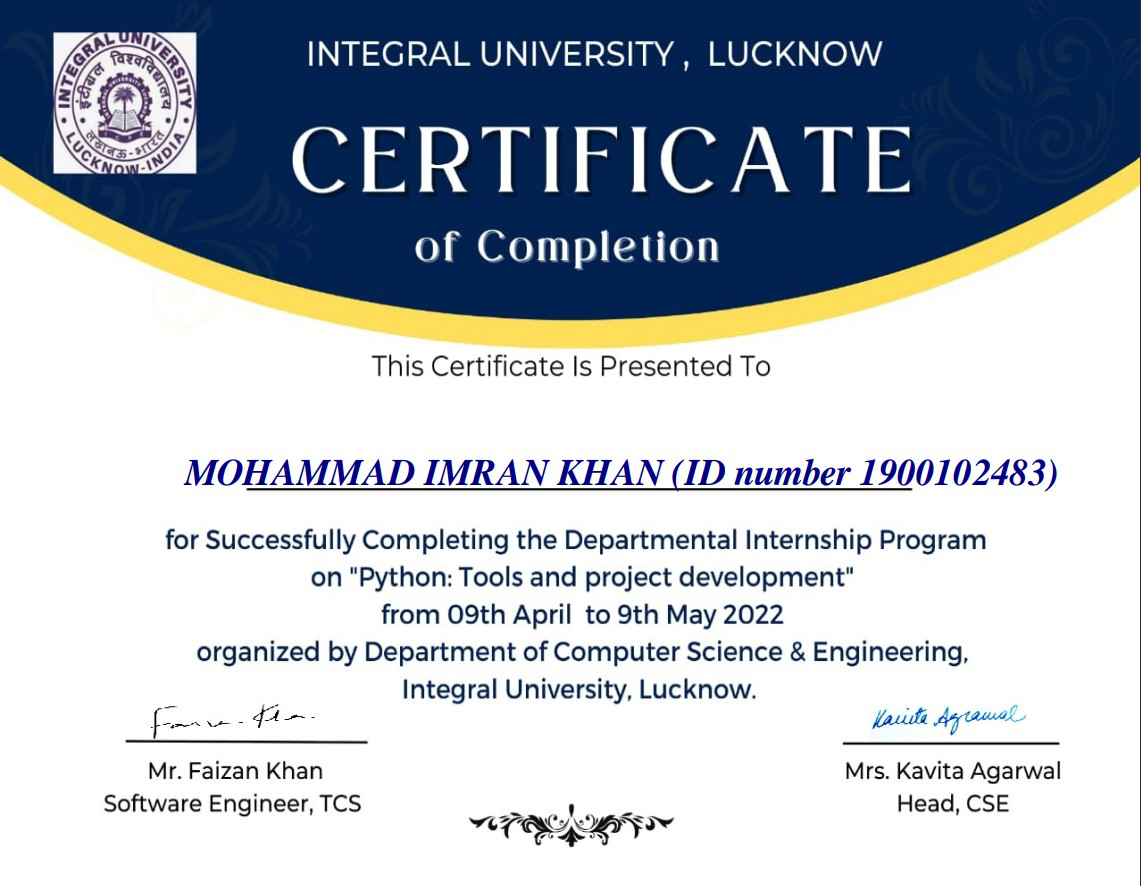 INTEGRAL UNIVERSITY
इंटीग्रल विश्वविद्यालय
लखनऊ-भारत
LUCKNOW-INDIA
INTEGRAL UNIVERSITY , LUCKNOW
CERTIFICATE
of Completion
This Certificate Is Presented To
MOHAMMAD IMRAN KHAN (ID number 1900102483)
for Successfully Completing the Departmental Internship Program
on "Python: Tools and project development"
from 09th April to 9th May 2022
organized by Department of Computer Science & Engineering,
Integral University, Lucknow.
Faizan Khan
Kavita Agrawal
Mr. Faizan Khan
Mrs. Kavita Agarwal
Software Engineer, TCS
Head, CSE